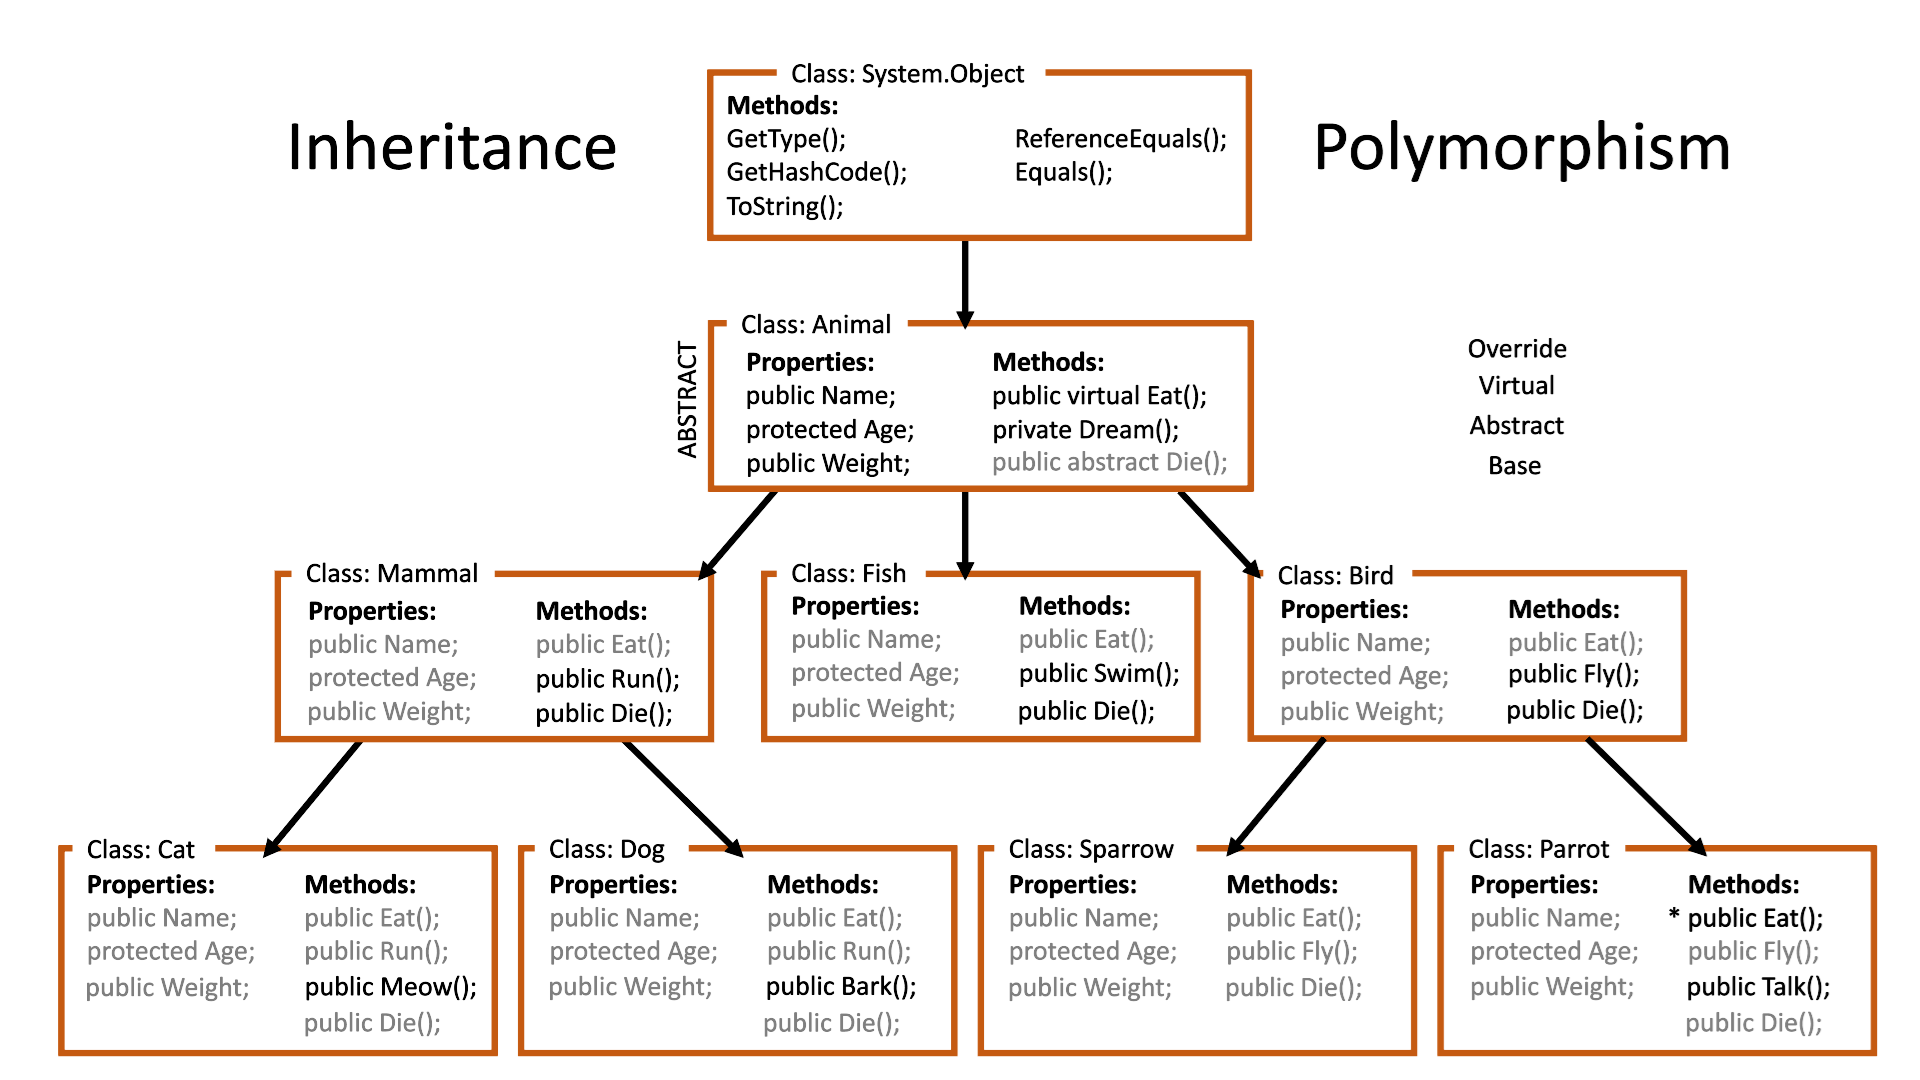 Inheritance
Polymorphism
Class: System.Object
Methods:
GetType();
GetHashCode();
ToString();
ReferenceEquals();
Equals();
ABSTRACT
Class: Animal
Properties:
public Name;
protected Age;
public Weight;
Methods:
public virtual Eat();
private Dream();
public abstract Die();
Override
Virtual
Abstract
Base
Class: Mammal
Properties:
public Name;
protected Age;
public Weight;
Methods:
public Eat();
public Run();
public Die();
Class: Fish
Properties:
public Name;
protected Age;
public Weight;
Methods:
public Eat();
public Swim();
public Die();
Class: Bird
Properties:
public Name;
protected Age;
public Weight;
Methods:
public Eat();
public Fly();
public Die();
Class: Cat
Properties:
public Name;
protected Age;
public Weight;
Methods:
public Eat();
public Run();
public Meow();
public Die();
Class: Dog
Properties:
public Name;
protected Age;
public Weight;
Methods:
public Eat();
public Run();
public Bark();
public Die();
Class: Sparrow
Properties:
public Name;
protected Age;
public Weight;
Methods:
public Eat();
public Fly();
public Die();
Class: Parrot
Properties:
public Name;
protected Age;
public Weight;
Methods:
* public Eat();
public Fly();
public Talk();
public Die();